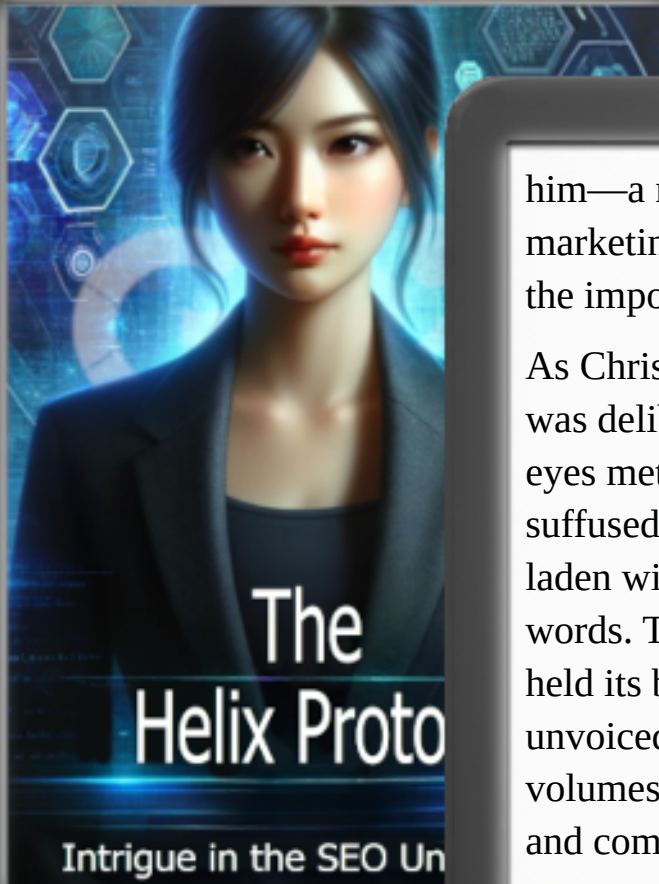 The
Helix Proto
Intrigue in the SEO Un
him—a
marketin
the impo
As Chris
was deli
eyes met
suffused
laden wi
words. T
held its b
unvoiced
volumes
and com